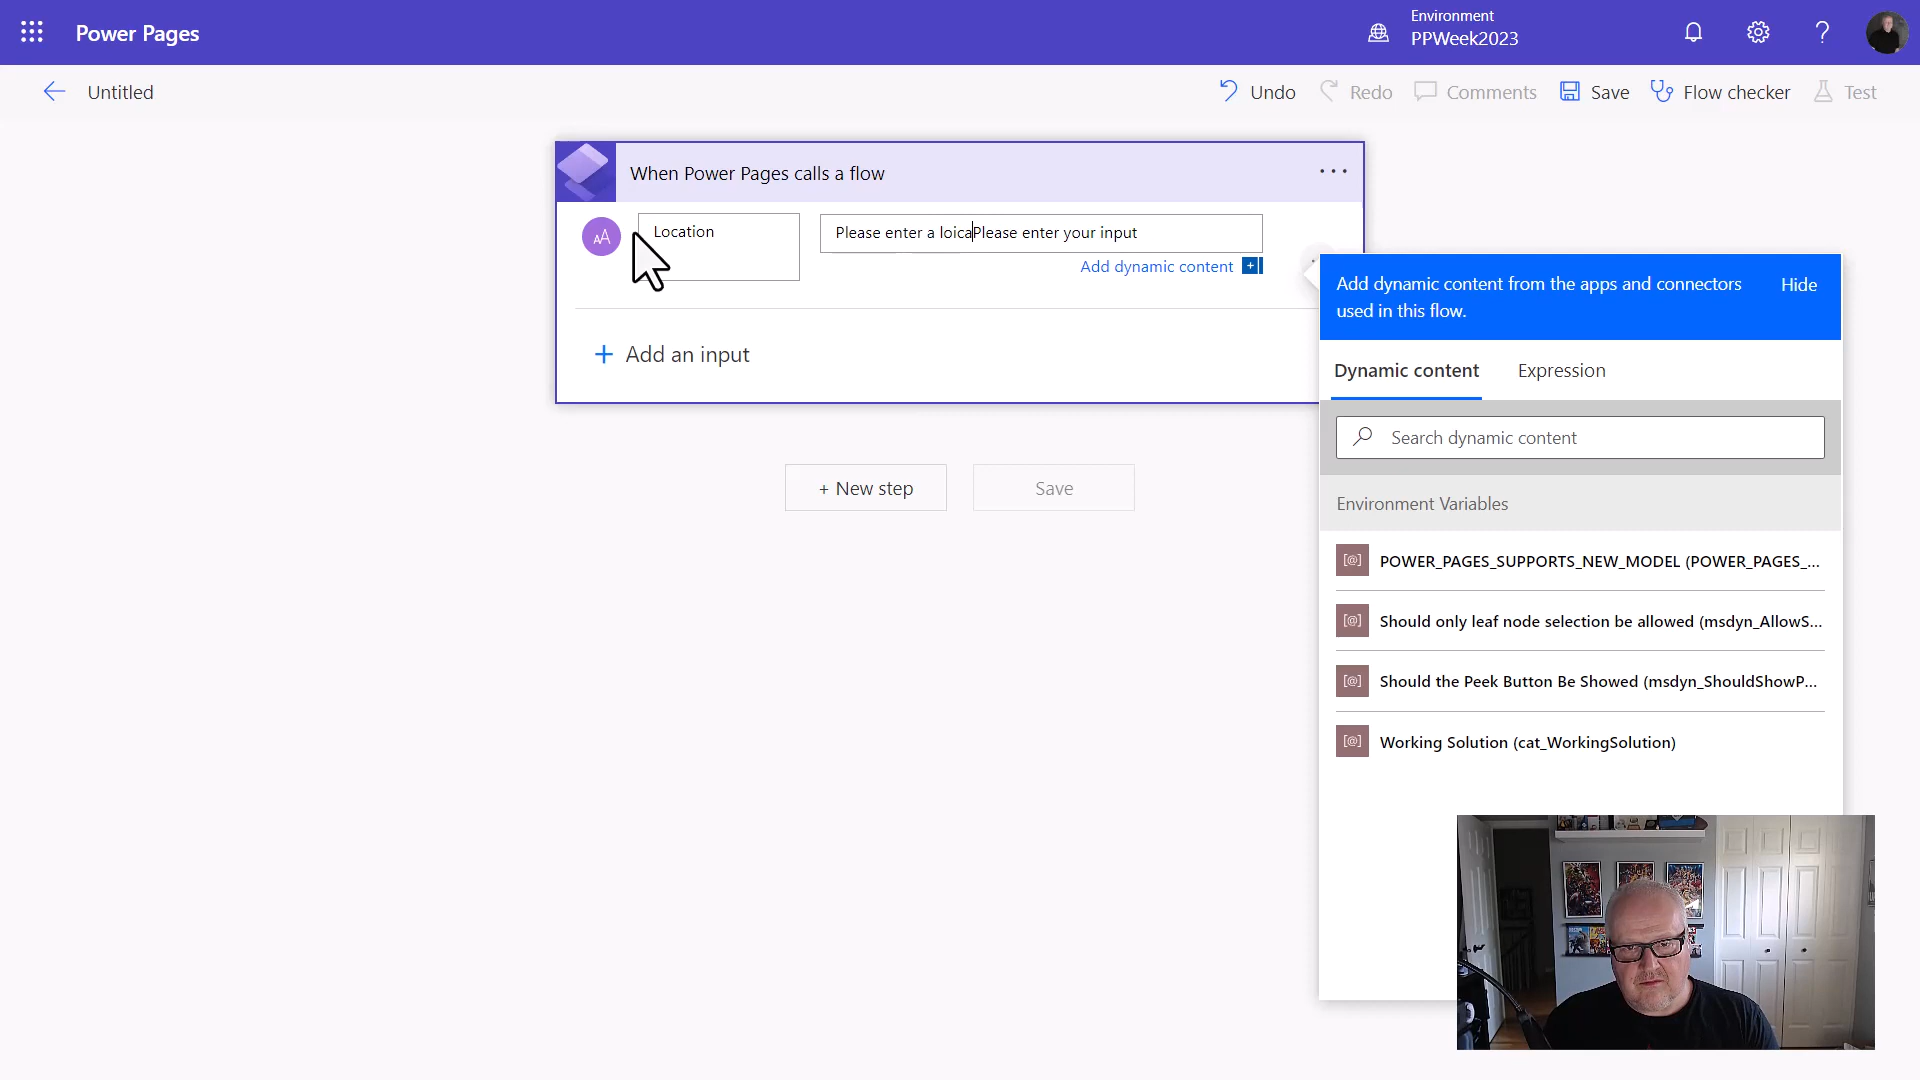 Power Pages
Environment
PPWeek2023
Untitled
Undo
Redo
Comments
Save
Flow checker
Test
When Power Pages calls a flow
Location
Please enter a loicaPlease enter your input
Add dynamic content
Add an input
+ New step
Save
Add dynamic content from the apps and connectors
used in this flow.
Hide
Dynamic content
Expression
Search dynamic content
Environment Variables
POWER_PAGES_SUPPORTS_NEW_MODEL (POWER_PAGES_...
Should only leaf node selection be allowed (msdyn_AllowS...
Should the Peek Button Be Showed (msdyn_ShouldShowP...
Working Solution (cat_WorkingSolution)